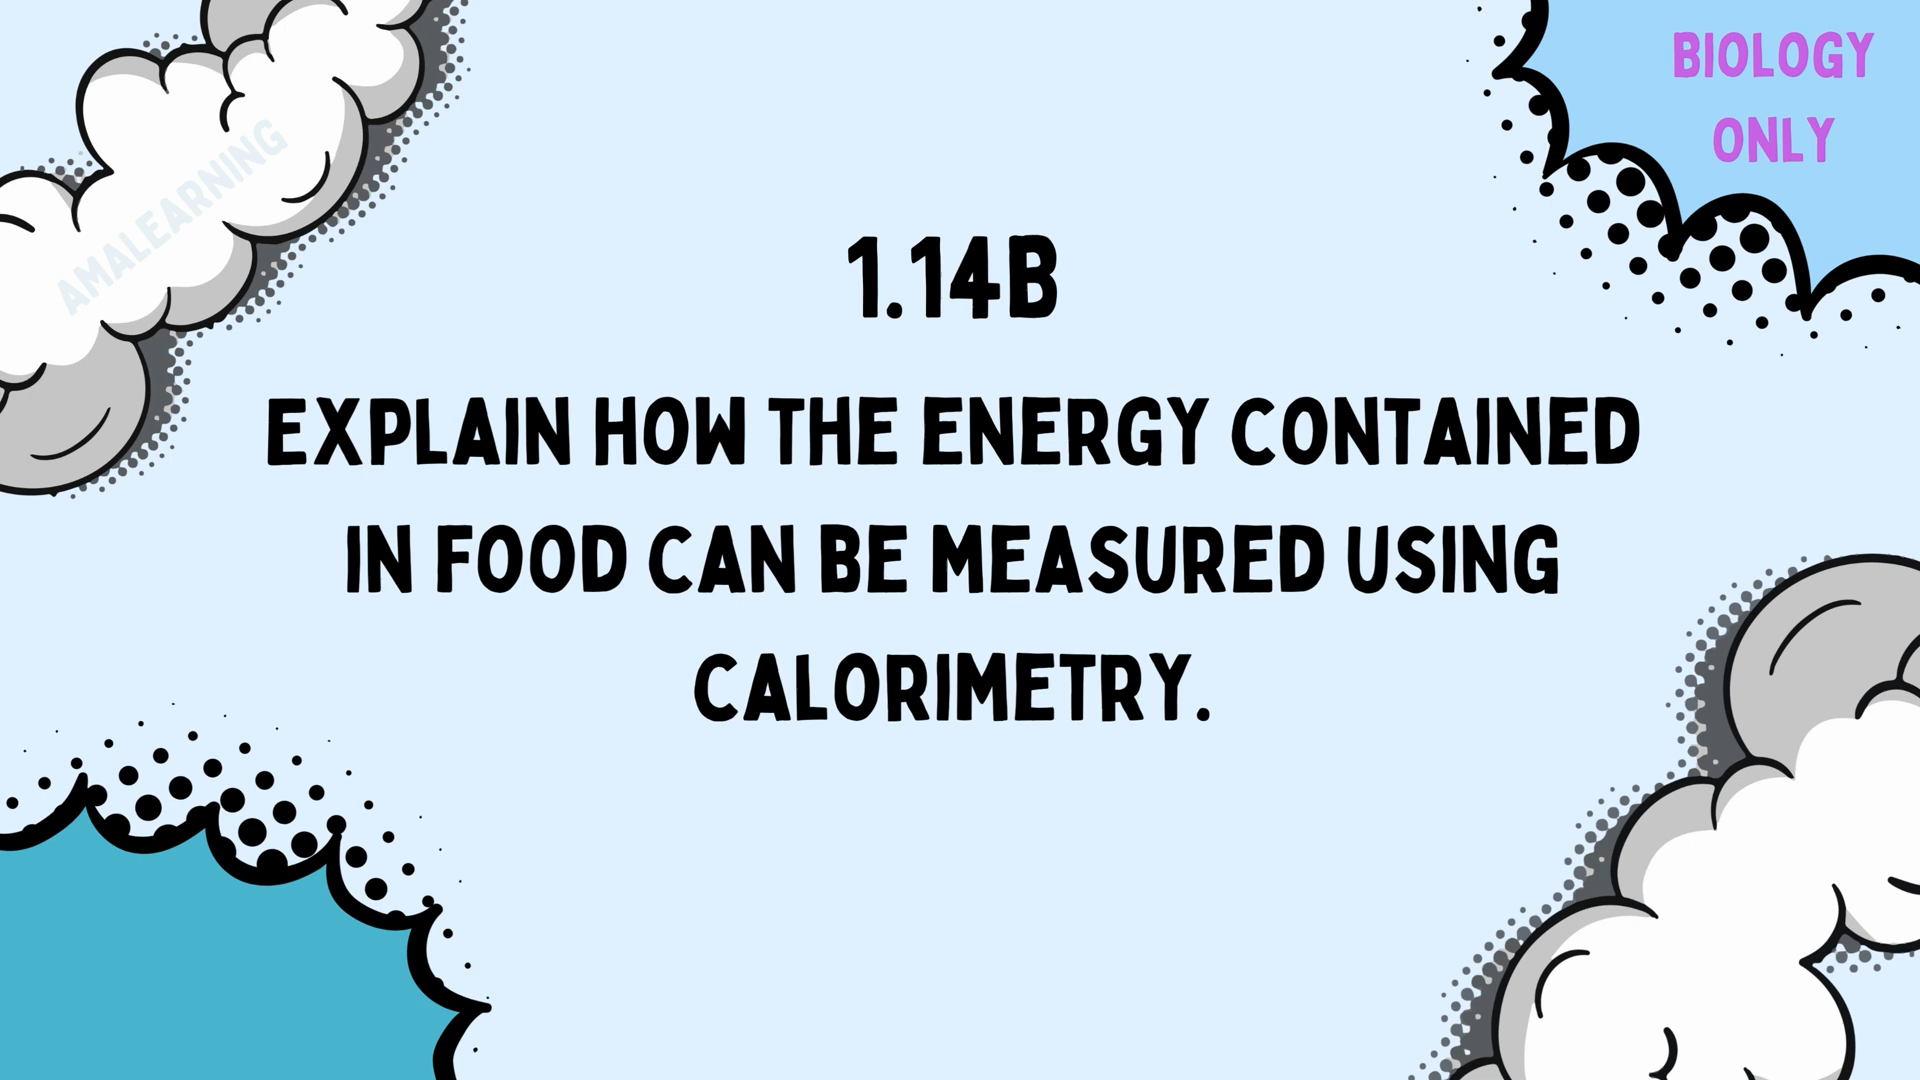 BIOLOGY
ONLY
AMALEARNING
1.14B
EXPLAIN HOW THE ENERGY CONTAINED
IN FOOD CAN BE MEASURED USING
CALORIMETRY.